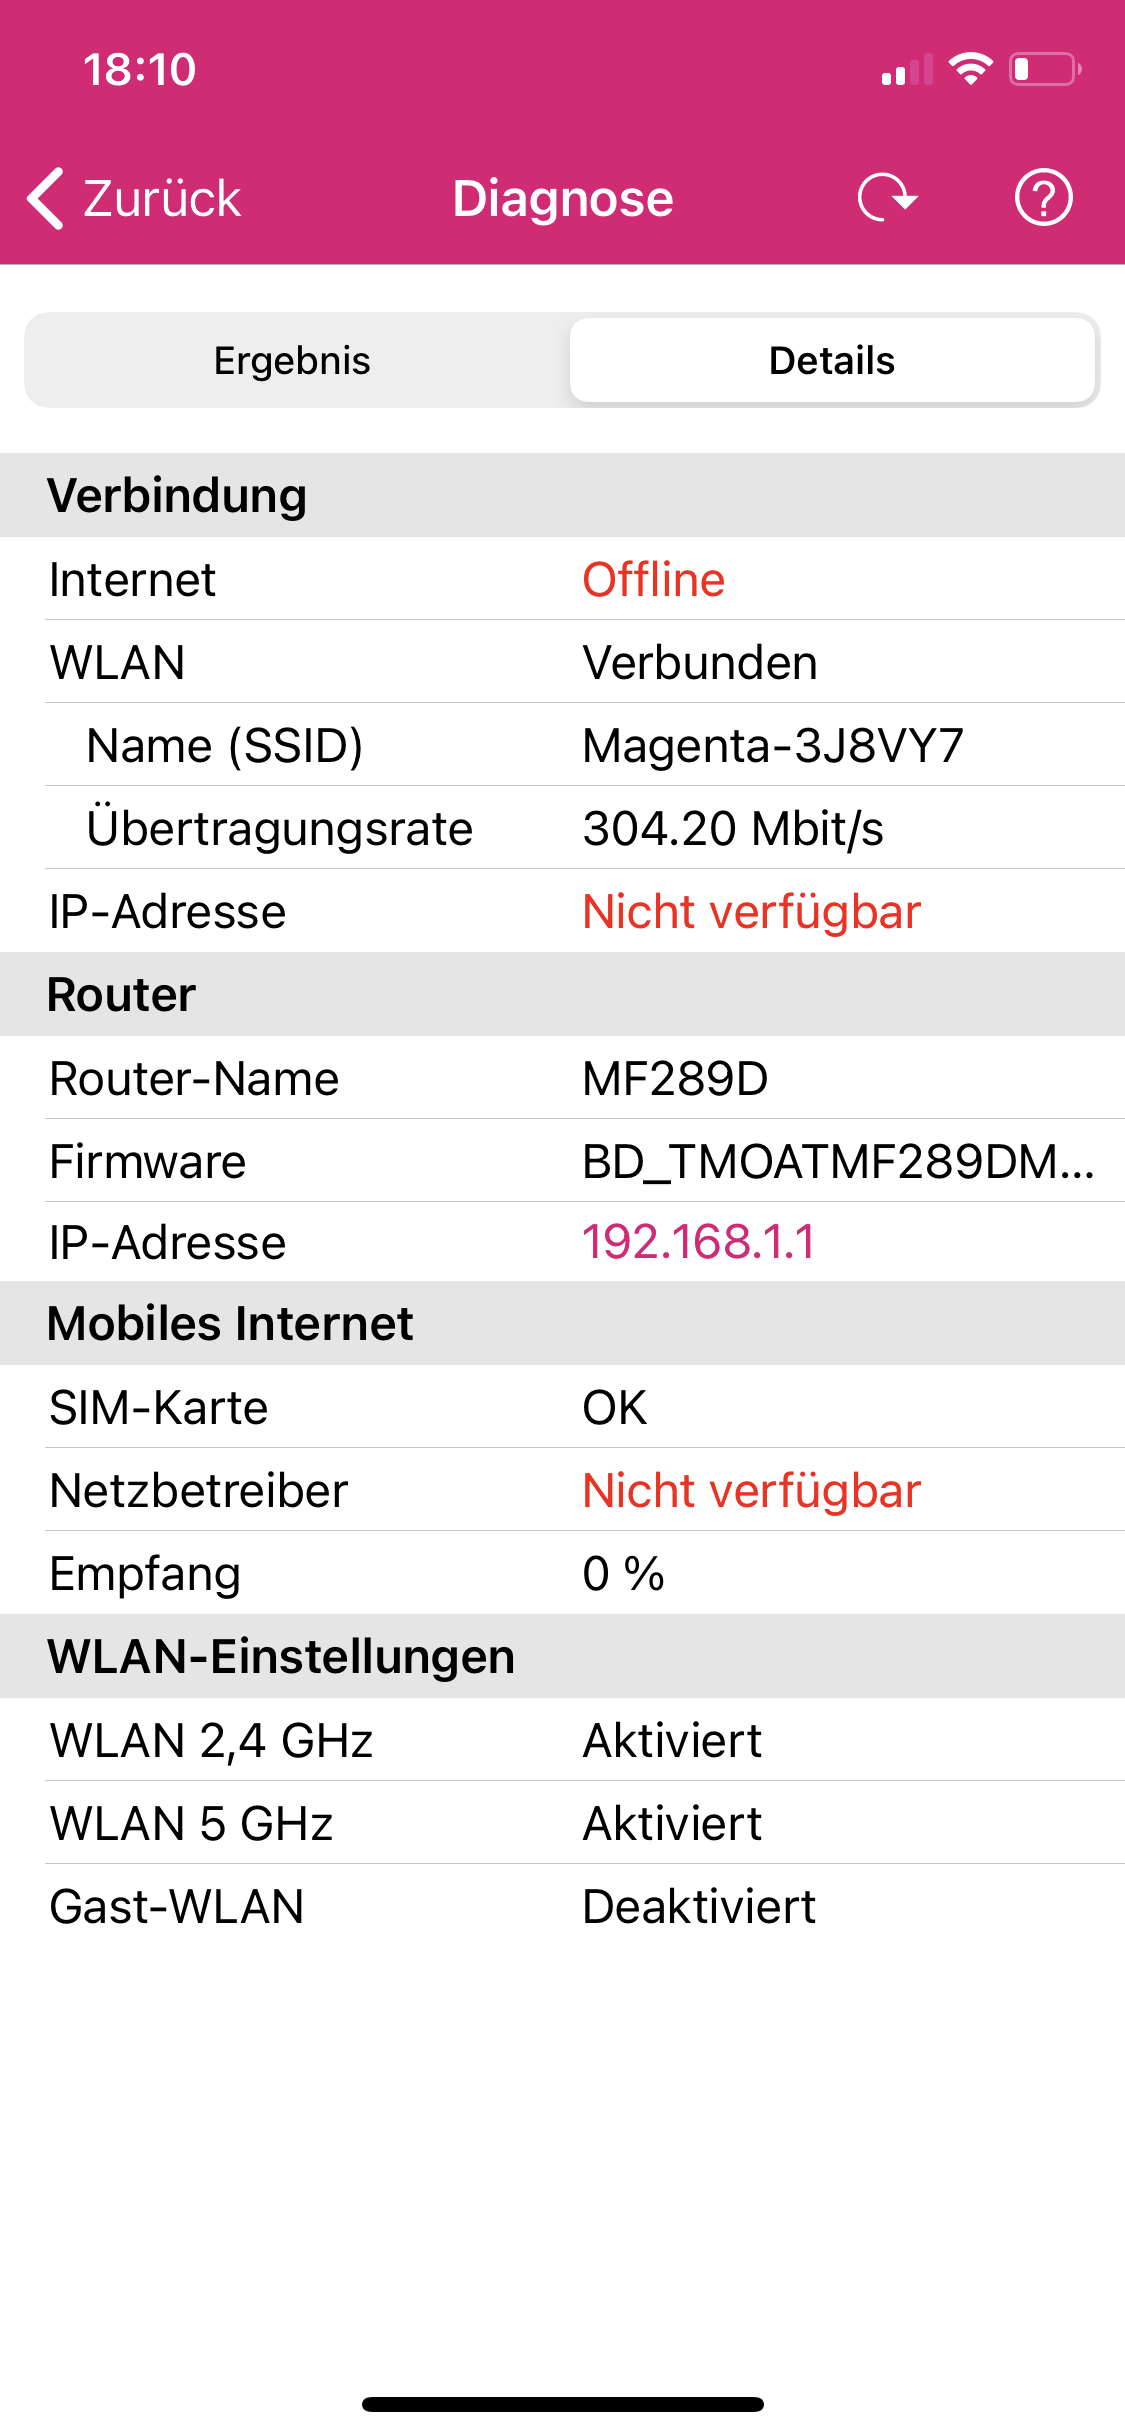 18:10
Zurück
Diagnose
?
Ergebnis
Details
Verbindung
Internet Offline
WLAN Verbunden
Name (SSID) Magenta-3J8VY7
Übertragungsrate 304.20 Mbit/s
IP-Adresse Nicht verfügbar
Router
Router-Name MF289D
Firmware BD_TMOATMF289DM...
IP-Adresse 192.168.1.1
Mobiles Internet
SIM-Karte OK
Netzbetreiber Nicht verfügbar
Empfang 0 %
WLAN-Einstellungen
WLAN 2,4 GHz Aktiviert
WLAN 5 GHz Aktiviert
Gast-WLAN Deaktiviert